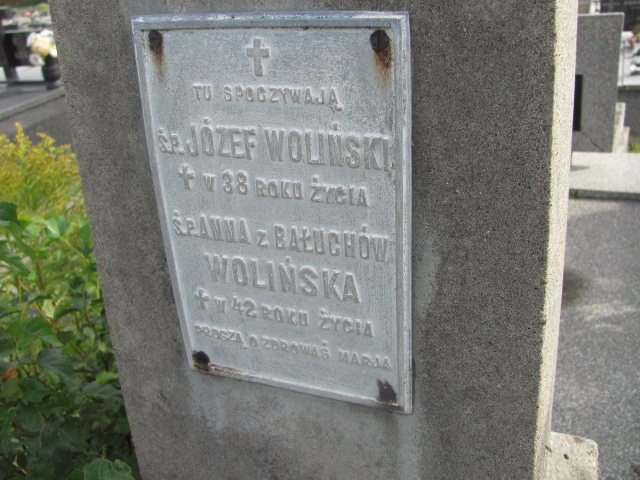 TU SPOCZYWAJĄ
Ś.P. JÓZEF WOLIŃSKI
✝ W 38 ROKU ŻYCIA
Ś.P. ANNA z BAŁUCHÓW
WOLIŃSKA
✝ W 42 ROKU ŻYCIA
PROSZĄ O ZDROWAŚ MARJA